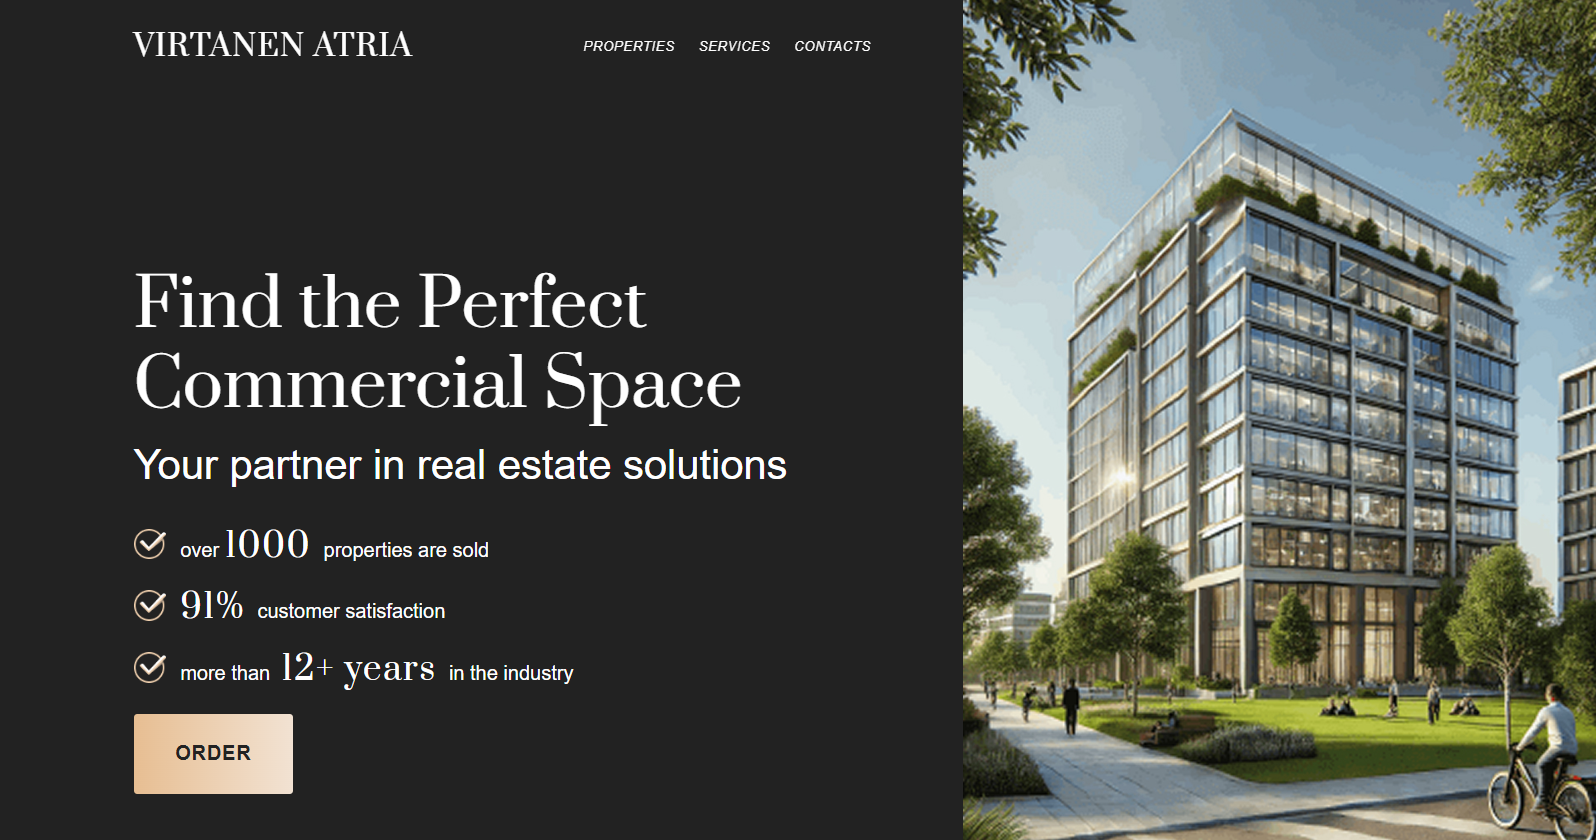 VIRTANEN ATRIA
PROPERTIES SERVICES CONTACTS
Find the Perfect
Commercial Space
Your partner in real estate solutions
over 1000 properties are sold
91% customer satisfaction
more than 12+ years in the industry
ORDER